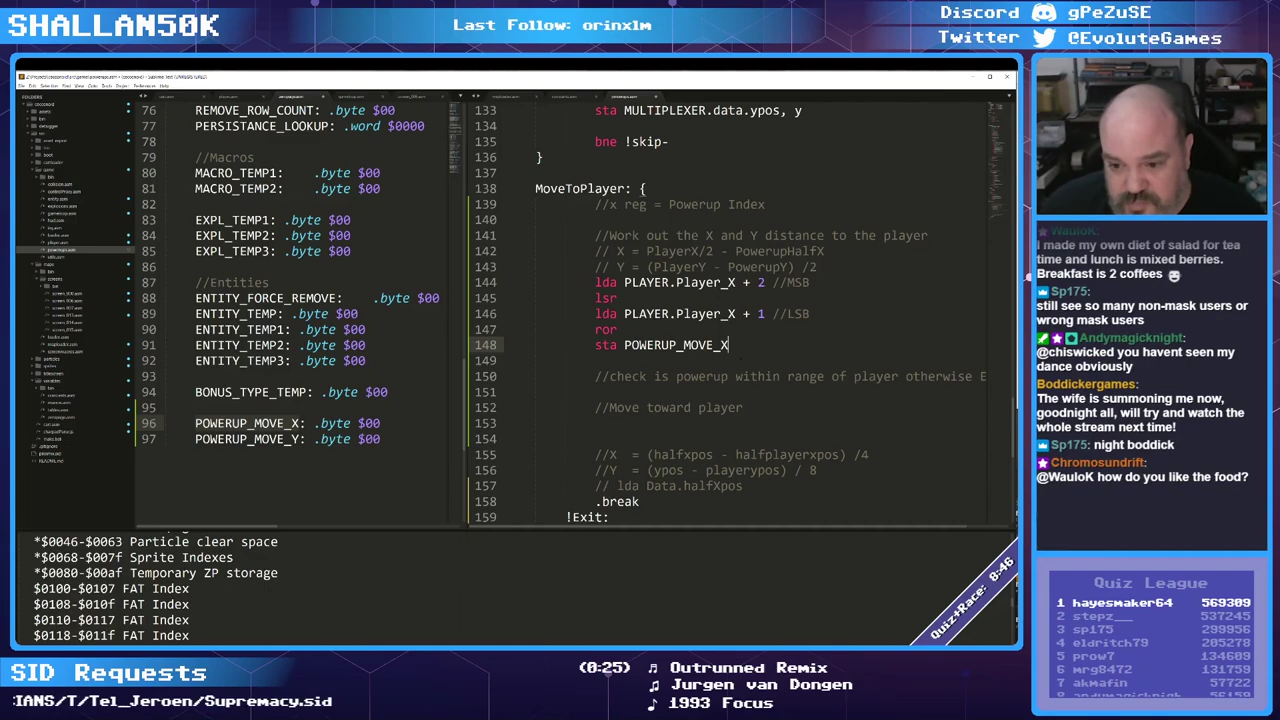 SHALLAN50K
Last Follow: orinxlm
Discord gPeZuSE
Twitter @EvoluteGames
FOLDERS
76 REMOVE_ROW_COUNT: .byte $00
77 PERSISTANCE_LOOKUP: .word $0000
78
79 //Macros
80 MACRO_TEMP1: .byte $00
81 MACRO_TEMP2: .byte $00
82
83 EXPL_TEMP1: .byte $00
84 EXPL_TEMP2: .byte $00
85 EXPL_TEMP3: .byte $00
86
87 //Entities
88 ENTITY_FORCE_REMOVE: .byte $00
89 ENTITY_TEMP: .byte $00
90 ENTITY_TEMP1: .byte $00
91 ENTITY_TEMP2: .byte $00
92 ENTITY_TEMP3: .byte $00
93
94 BONUS_TYPE_TEMP: .byte $00
95
96 POWERUP_MOVE_X: .byte $00
97 POWERUP_MOVE_Y: .byte $00
133 sta MULTIPLEXER.data.ypos, y
134
135 bne !skip-
136 }
137
138 MoveToPlayer: {
139 //x reg = Powerup Index
140
141 //Work out the X and Y distance to the player
142 // X = PlayerX/2 - PowerupHalfX
143 // Y = (PlayerY - PowerupY) /2
144 lda PLAYER.Player_X + 2 //MSB
145 lsr
146 lda PLAYER.Player_X + 1 //LSB
147 ror
148 sta POWERUP_MOVE_X
149
150 //check is powerup within range of player otherwise E
151
152 //Move toward player
153
154
155 //X = (halfxpos - halfplayerxpos) /4
156 //Y = (ypos - playerypos) / 8
157 // lda Data.halfXpos
158 .break
159 !Exit:
*$0046-$0063 Particle clear space
*$0068-$007f Sprite Indexes
*$0080-$00af Temporary ZP storage
$0100-$0107 FAT Index
$0108-$010f FAT Index
$0110-$0117 FAT Index
$0118-$011f FAT Index
Quiz+Race: 8:46
WauloK:
I made my own diet of salad for tea
time and lunch is mixed berries.
Breakfast is 2 coffees
Sp175:
still see so many non-mask users or
wrong mask users
Andymagicknight:
@chiswicked you havent seen my
dance obviously
Boddickergames:
The wife is summoning me now,
goodnight all, will try and watch the
whole stream next time!
Sp175: night boddick
Chromosundrift:
@WauloK how do you like the food?
Quiz League
1 hayesmaker64 569309
2 stepz__ 537245
3 sp175 299956
4 eldritch79 205278
5 prow7 134609
6 mrg8472 131759
7 akmafin 57722
8 andymagicknigh 56159
SID Requests
IANS/T/Tel_Jeroen/Supremacy.sid
(0:25) Outrunned Remix
Jurgen van Dongen
1993 Focus